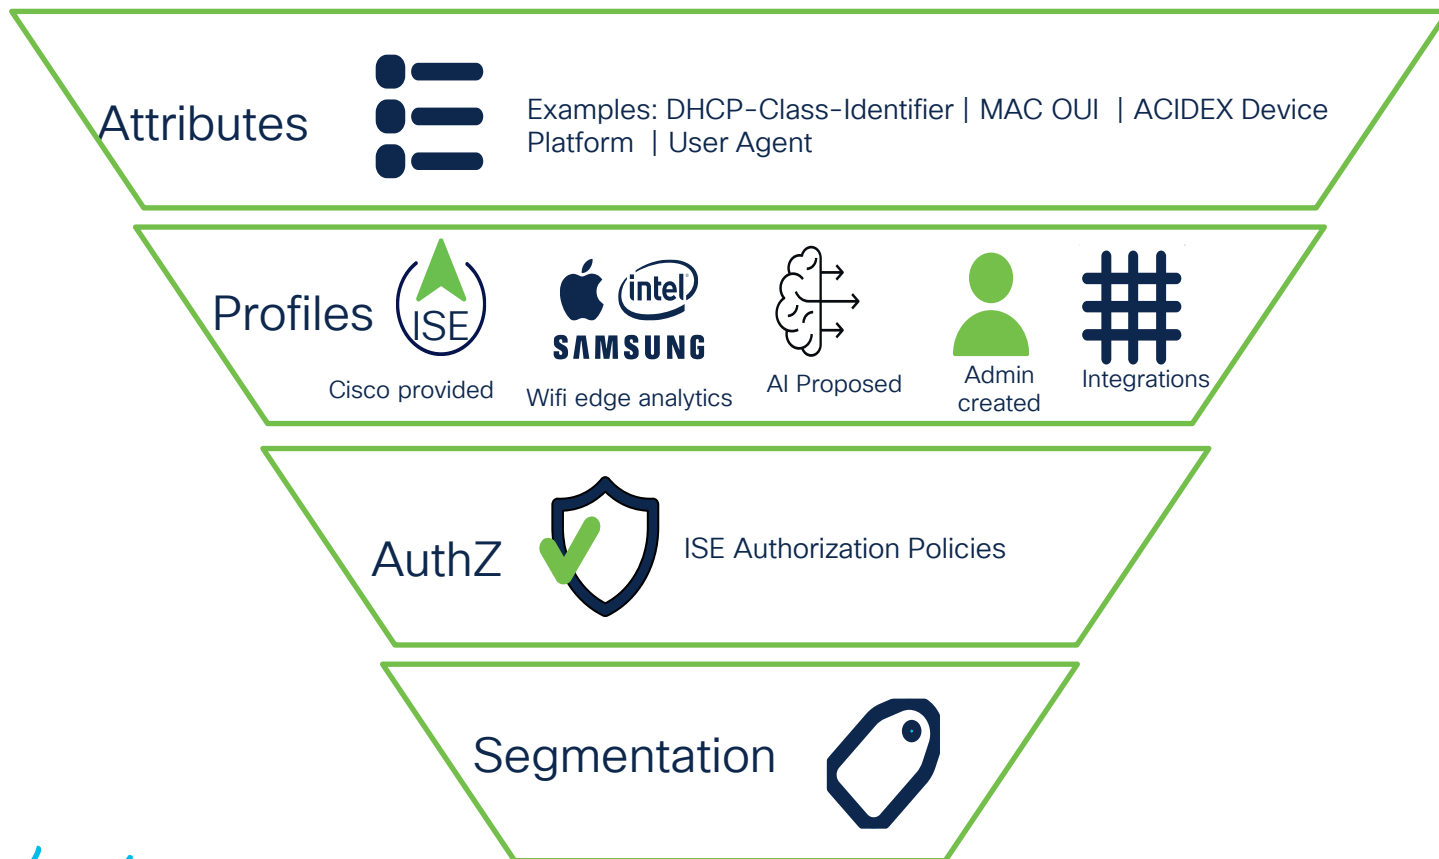 Attributes
Examples: DHCP-Class-Identifier | MAC OUI | ACIDEX Device
Platform | User Agent
Profiles
ISE
intel
SAMSUNG
Cisco provided
Wifi edge analytics
AI Proposed
Admin
created
Integrations
AuthZ
ISE Authorization Policies
Segmentation